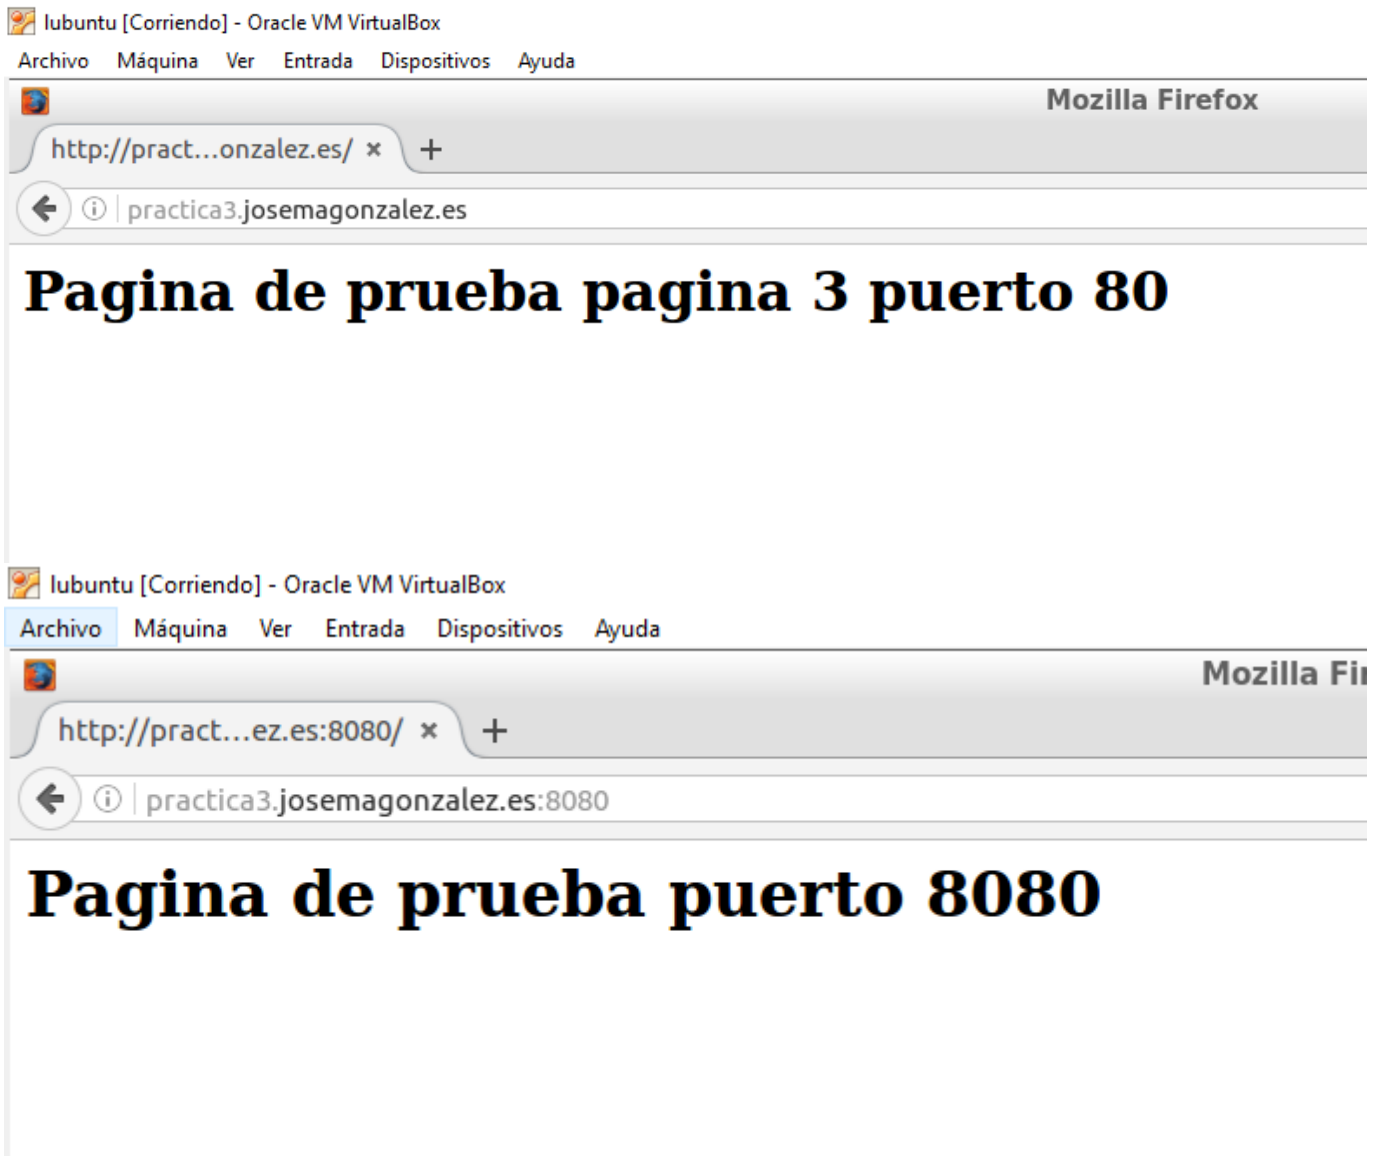 lubuntu [Corriendo] - Oracle VM VirtualBox
Archivo Máquina Ver Entrada Dispositivos Ayuda
Mozilla Firefox
http://pract...onzalez.es/ × +
practica3.josemagonzalez.es
Pagina de prueba pagina 3 puerto 80
lubuntu [Corriendo] - Oracle VM VirtualBox
Archivo Máquina Ver Entrada Dispositivos Ayuda
Mozilla Fir
http://pract...ez.es:8080/ × +
practica3.josemagonzalez.es:8080
Pagina de prueba puerto 8080